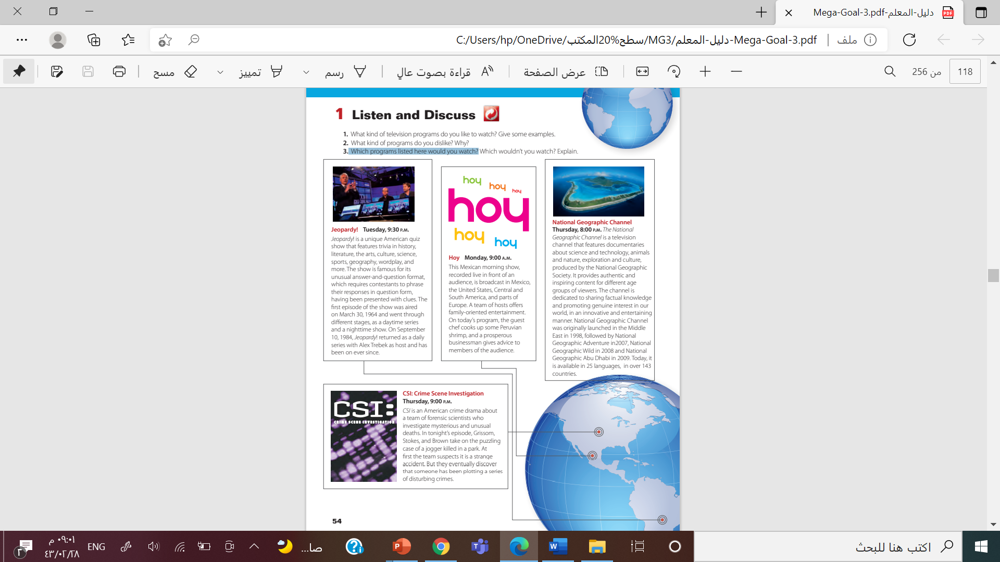 دليل-المعلم-Mega-Goal-3.pdf
ملف
C:/Users/hp/OneDrive/سطح%20المكتب/MG3/دليل-المعلم-Mega-Goal-3.pdf
118
من 256
عرض الصفحة
قراءة بصوت عالٍ
رسم
تمييز
مسح
1 Listen and Discuss
1. What kind of television programs do you like to watch? Give some examples.
2. What kind of programs do you dislike? Why?
3. Which programs listed here would you watch? Which wouldn't you watch? Explain.
Jeopardy! Tuesday, 9:30 P.M.
Jeopardy! is a unique American quiz
show that features trivia in history,
literature, the arts, culture, science,
sports, geography, wordplay, and
more. The show is famous for its
unusual answer-and-question format,
which requires contestants to phrase
their responses in question form,
having been presented with clues. The
first episode of the show was aired
on March 30, 1964 and went through
different stages, as a daytime series
and a nighttime show. On September
10, 1984, Jeopardy! returned as a daily
series with Alex Trebek as host and has
been on ever since.
hoy
hoy
hoy
hoy
hoy
hoy
Hoy Monday, 9:00 A.M.
This Mexican morning show,
recorded live in front of an
audience, is broadcast in Mexico,
the United States, Central and
South America, and parts of
Europe. A team of hosts offers
family-oriented entertainment.
On today's program, the guest
chef cooks up some Peruvian
shrimp, and a prosperous
businessman gives advice to
members of the audience.
National Geographic Channel
Thursday, 8:00 P.M. The National
Geographic Channel is a television
channel that features documentaries
about science and technology, animals
and nature, exploration and culture,
produced by the National Geographic
Society. It provides authentic and
inspiring content for different age
groups of viewers. The channel is
dedicated to sharing factual knowledge
and promoting genuine interest in our
world, in an innovative and entertaining
manner. National Geographic Channel
was originally launched in the Middle
East in 1998, followed by National
Geographic Adventure in2007, National
Geographic Wild in 2008 and National
Geographic Abu Dhabi in 2009. Today, it
is available in 25 languages, in over 143
countries.
CSI:
CRIME SCENE INVESTIGATION
CSI: Crime Scene Investigation
Thursday, 9:00 P.M.
CSI is an American crime drama about
a team of forensic scientists who
investigate mysterious and unusual
deaths. In tonight's episode, Grissom,
Stokes, and Brown take on the puzzling
case of a jogger killed in a park. At
first the team suspects it is a strange
accident. But they eventually discover
that someone has been plotting a series
of disturbing crimes.
54
اكتب هنا للبحث
صا...
ENG
٠٩:٠١ م
٤٣/٠٢/٢٨
٣